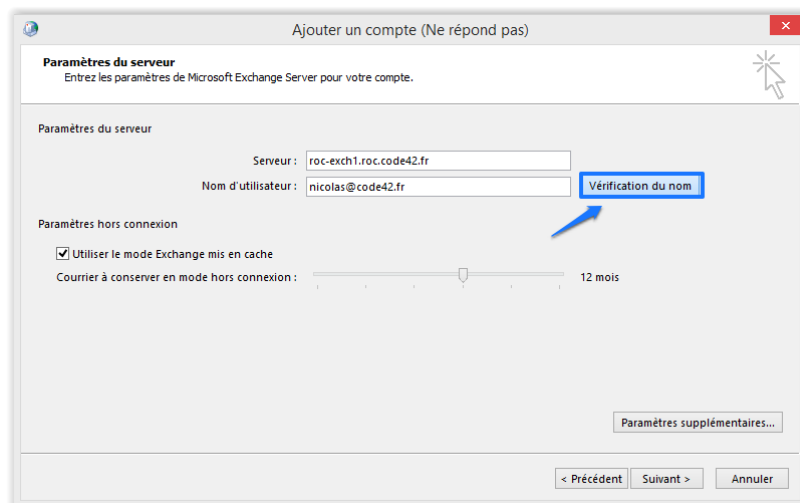 Ajouter un compte (Ne répond pas)
Paramètres du serveur
Entrez les paramètres de Microsoft Exchange Server pour votre compte.
Paramètres du serveur
Serveur : roc-exch1.roc.code42.fr
Nom d'utilisateur : nicolas@code42.fr Vérification du nom
Paramètres hors connexion
Utiliser le mode Exchange mis en cache
Courrier à conserver en mode hors connexion : 12 mois
Paramètres supplémentaires...
< Précédent Suivant > Annuler